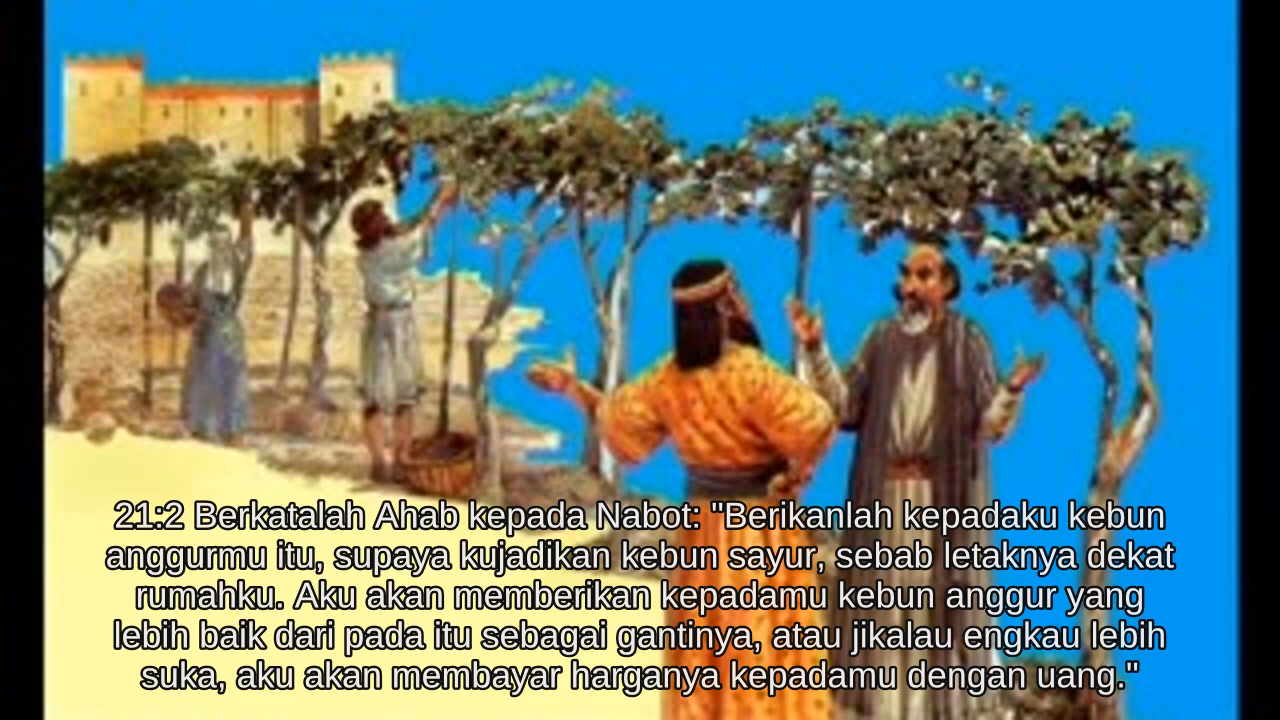 21:2 Berkatalah Ahab kepada Nabot: "Berikanlah kepadaku kebun
anggurmu itu, supaya kujadikan kebun sayur, sebab letaknya dekat
rumahku. Aku akan memberikan kepadamu kebun anggur yang
lebih baik dari pada itu sebagai gantinya, atau jikalau engkau lebih
suka, aku akan membayar harganya kepadamu dengan uang."